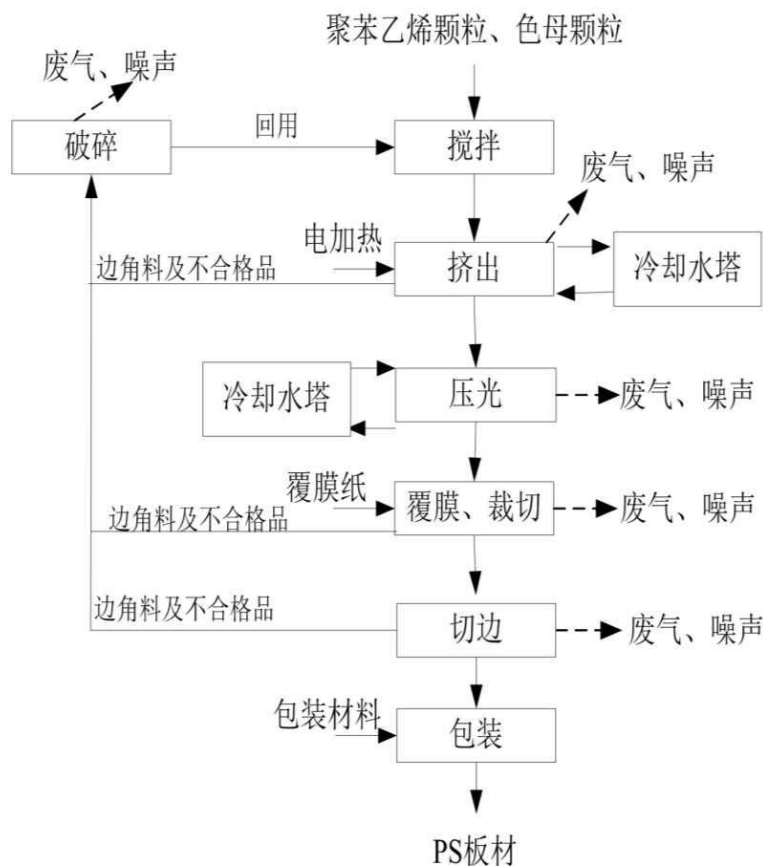 聚苯乙烯颗粒、色母颗粒
废气、噪声
破碎
回用
搅拌
废气、噪声
电加热
边角料及不合格品
挤出
冷却水塔
冷却水塔
压光
废气、噪声
覆膜纸
边角料及不合格品
覆膜、裁切
废气、噪声
边角料及不合格品
切边
废气、噪声
包装材料
包装
PS板材